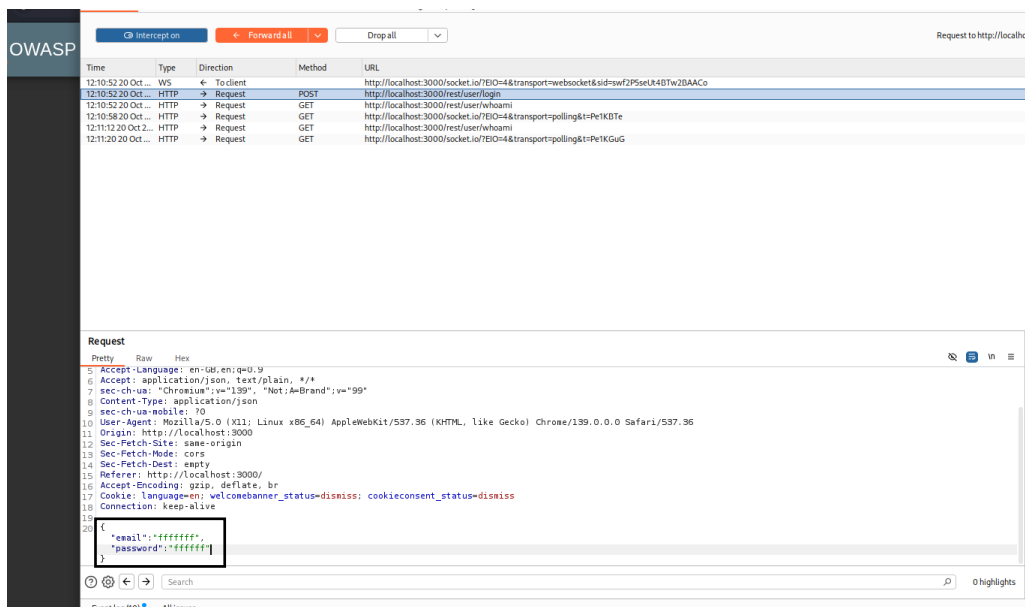 OWASP
Intercept on
Forward all
Drop all
Request to http://localho
Time Type Direction Method URL
12:10:52 20 Oct ... WS ← To client http://localhost:3000/socket.io/?EIO=4&transport=websocket&sid=swf2P5seUt4BTw2BAACo
12:10:52 20 Oct ... HTTP → Request POST http://localhost:3000/rest/user/login
12:10:52 20 Oct ... HTTP → Request GET http://localhost:3000/rest/user/whoami
12:10:58 20 Oct ... HTTP → Request GET http://localhost:3000/socket.io/?EIO=4&transport=polling&t=Pe1KBTe
12:11:12 20 Oct 2... HTTP → Request GET http://localhost:3000/rest/user/whoami
12:11:20 20 Oct ... HTTP → Request GET http://localhost:3000/socket.io/?EIO=4&transport=polling&t=Pe1KGuG
Request
Pretty Raw Hex
\n
5 Accept-Language: en-GB,en;q=0.9
6 Accept: application/json, text/plain, */*
7 sec-ch-ua: "Chromium";v="139", "Not;A=Brand";v="99"
8 Content-Type: application/json
9 sec-ch-ua-mobile: ?0
10 User-Agent: Mozilla/5.0 (X11; Linux x86_64) AppleWebKit/537.36 (KHTML, like Gecko) Chrome/139.0.0.0 Safari/537.36
11 Origin: http://localhost:3000
12 Sec-Fetch-Site: same-origin
13 Sec-Fetch-Mode: cors
14 Sec-Fetch-Dest: empty
15 Referer: http://localhost:3000/
16 Accept-Encoding: gzip, deflate, br
17 Cookie: language=en; welcomebanner_status=dismiss; cookieconsent_status=dismiss
18 Connection: keep-alive
19
20 {
"email":"fffffff",
"password":"ffffff"
}
Search
0 highlights